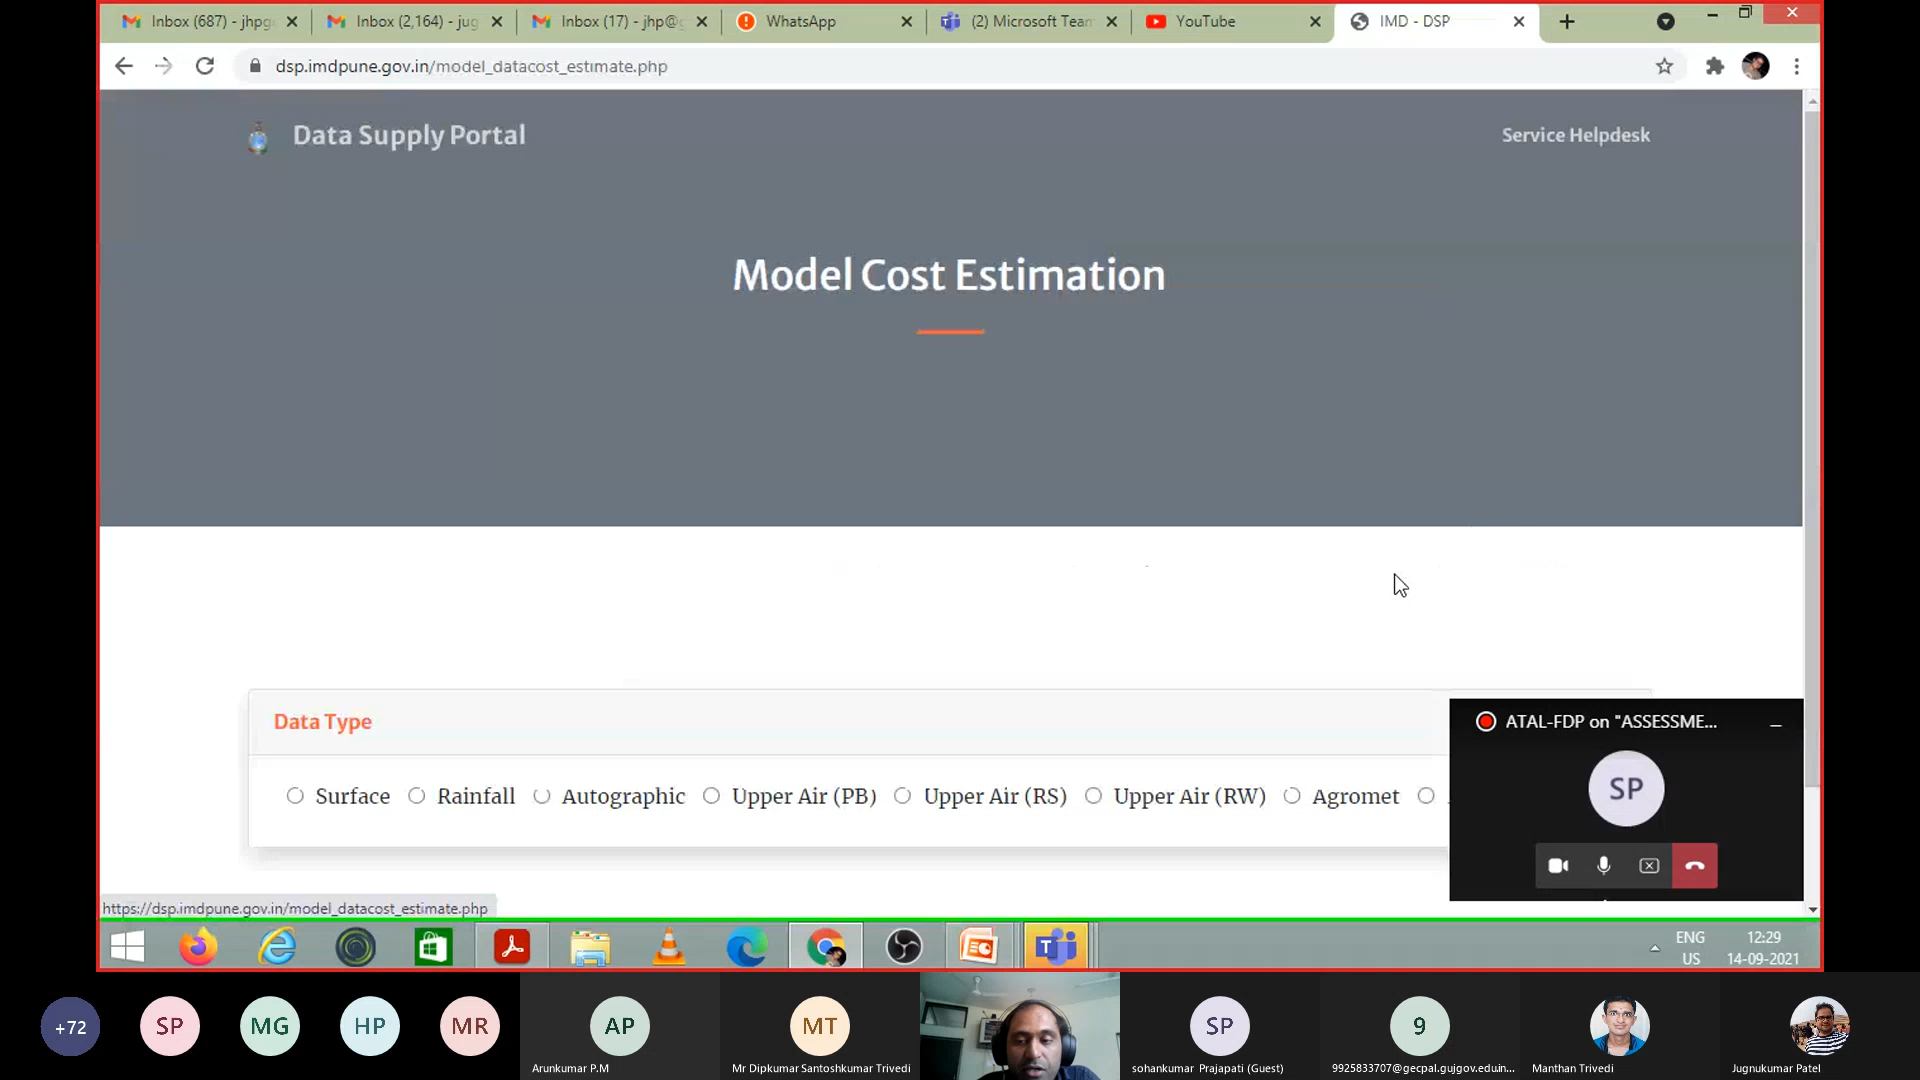 Inbox (687) - jhpg
Inbox (2,164) - jug
Inbox (17) - jhp@g
WhatsApp
(2) Microsoft Team
YouTube
IMD - DSP
dsp.imdpune.gov.in/model_datacost_estimate.php
Data Supply Portal
Service Helpdesk
Model Cost Estimation
Data Type
Surface Rainfall Autographic Upper Air (PB) Upper Air (RS) Upper Air (RW) Agromet
ATAL-FDP on "ASSESSME...
SP
https://dsp.imdpune.gov.in/model_datacost_estimate.php
ENG
US
12:29
14-09-2021
+72
SP
MG
HP
MR
AP
Arunkumar P.M
MT
Mr Dipkumar Santoshkumar Trivedi
SP
sohankumar Prajapati (Guest)
9
9925833707@gecpal.gujgov.edu.in...
Manthan Trivedi
Jugnukumar Patel